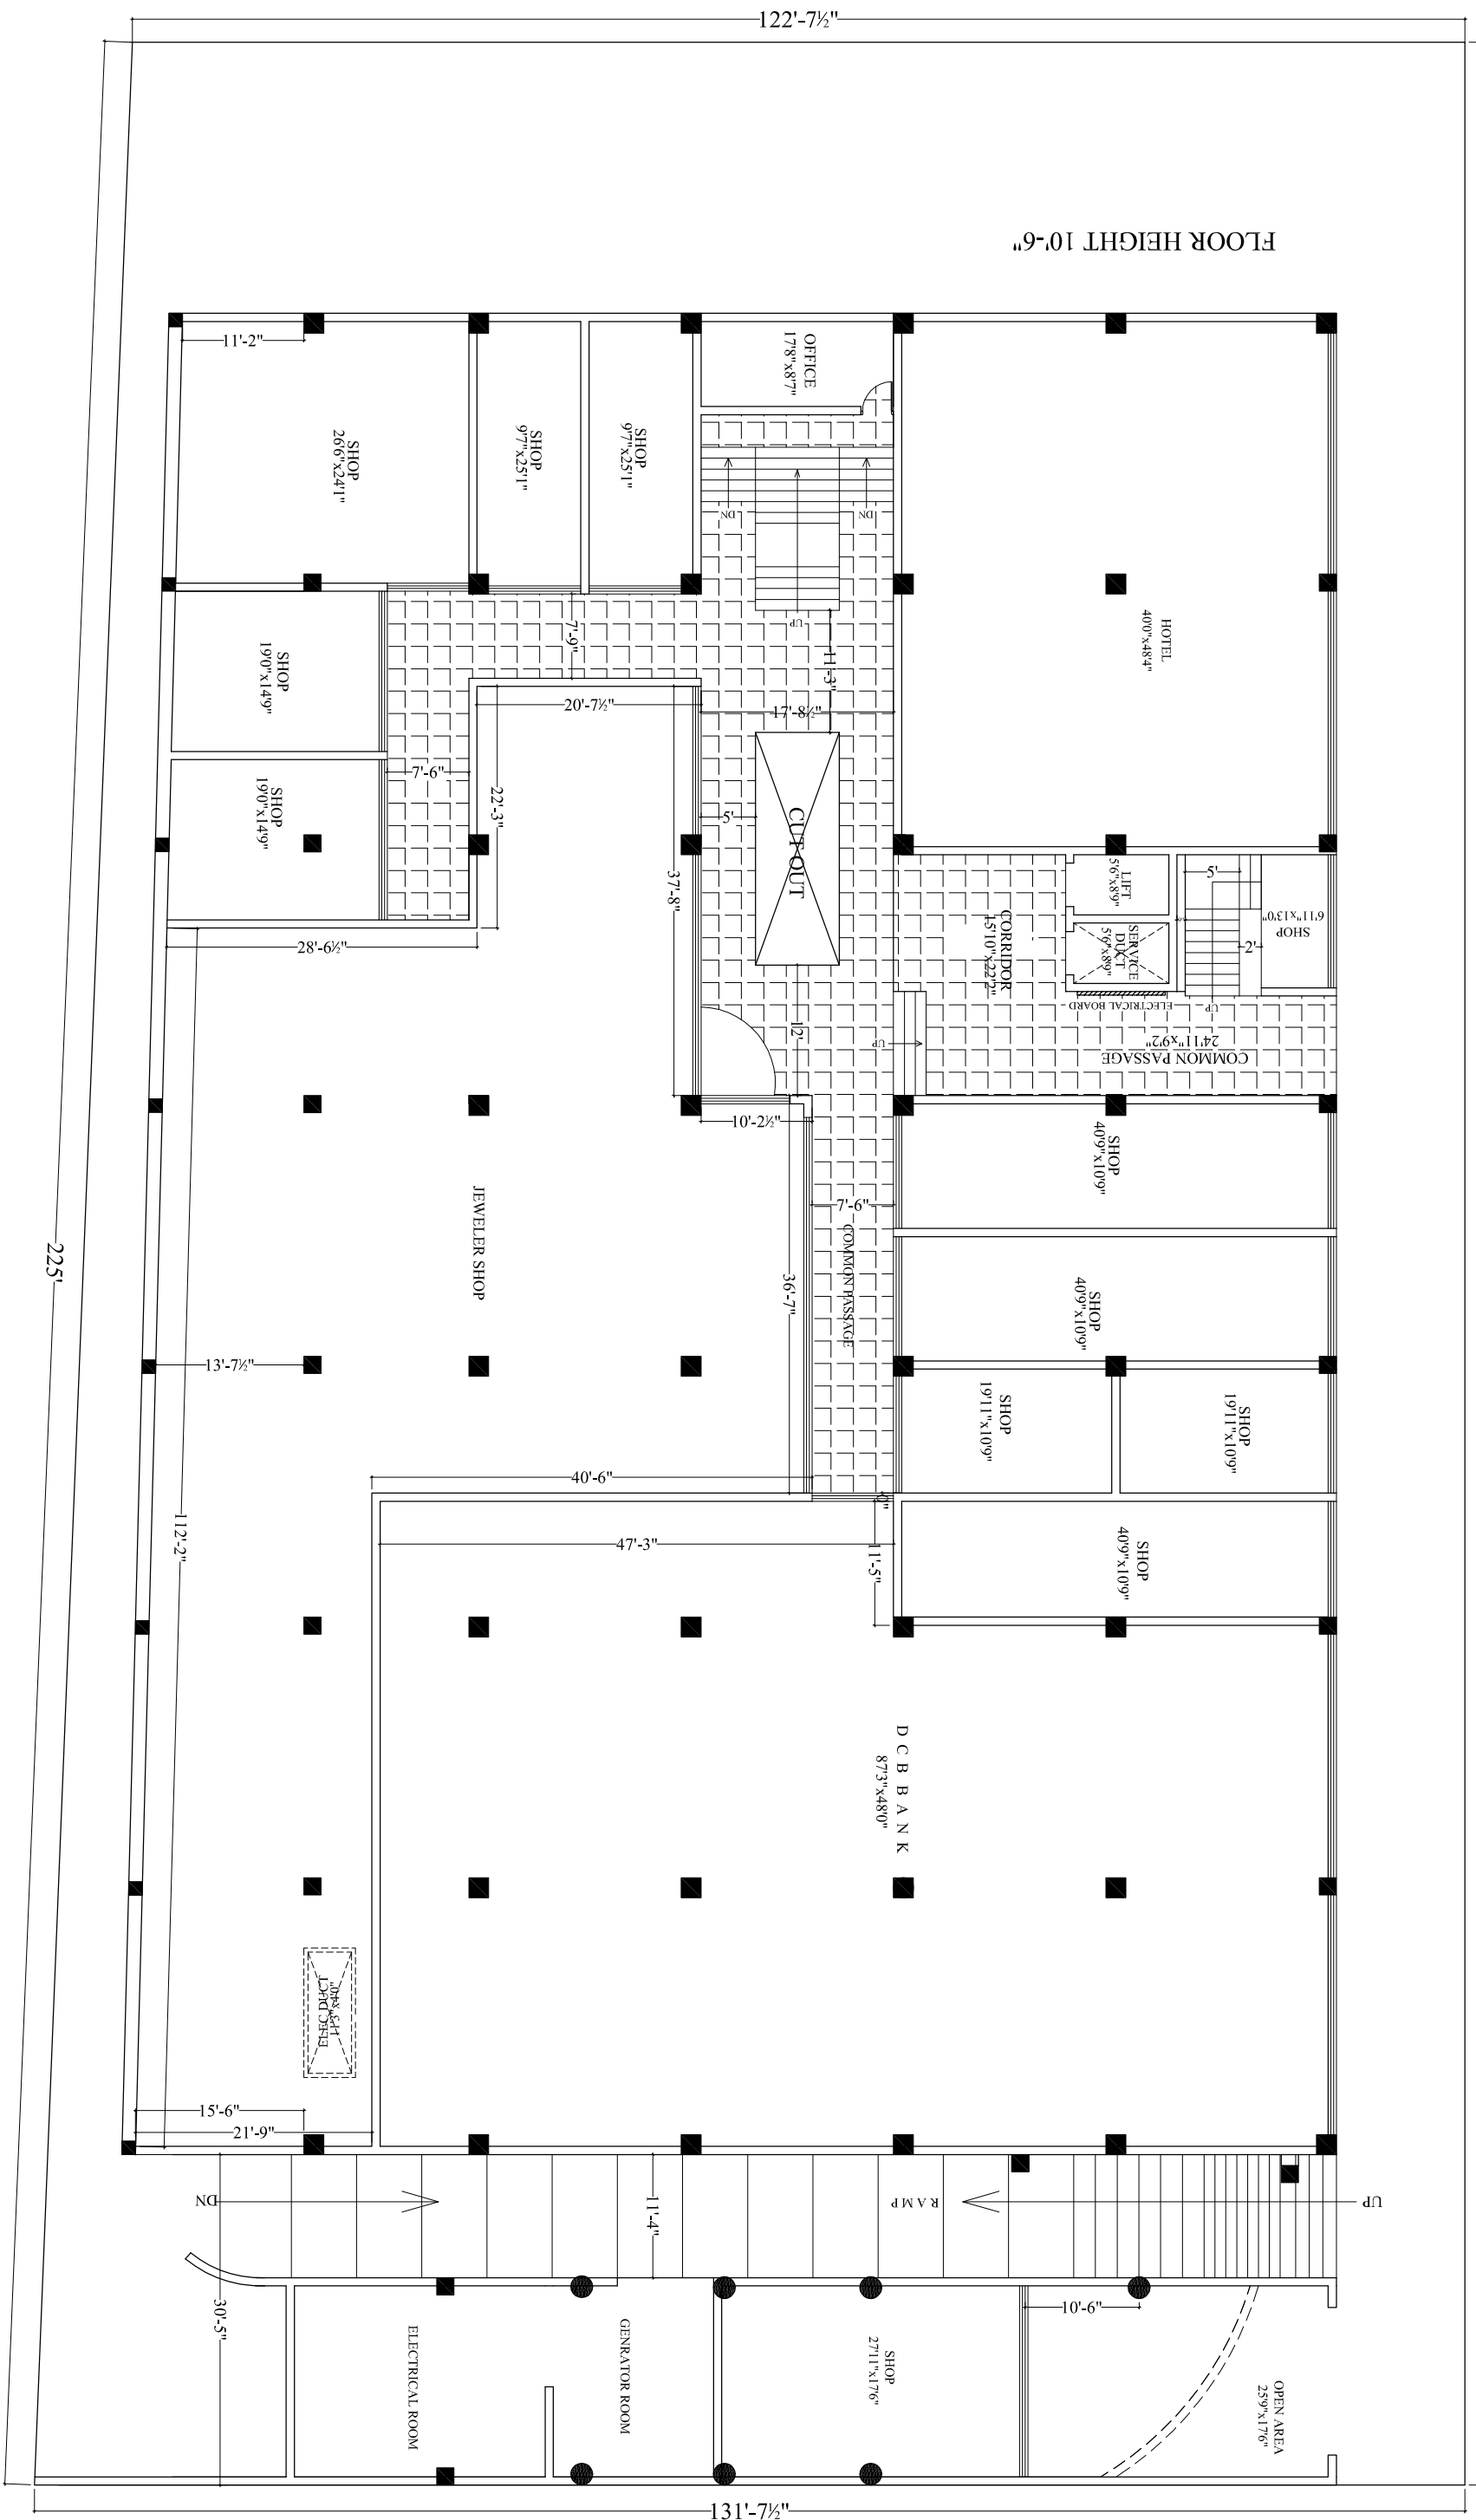 122'-7½"
FLOOR HEIGHT 10'-6"
11'-2"
OFFICE
17'8"x8'7"
SHOP
26'6"x24'1"
SHOP
9'7"x25'1"
SHOP
9'7"x25'1"
DN
DN
UP
HOTEL
40'0"x48'4"
7'-9"
11'-3"
SHOP
19'0"x14'9"
20'-7½"
17'-8½"
7'-6"
22'-3"
SHOP
19'0"x14'9"
5'
CUT OUT
37'-8"
LIFT
5'6"x8'9"
5'
SHOP
6'11"x13'0"
2'
28'-6½"
CORRIDOR
15'10"x22'2"
SERVICE
DUCT
5'6"x8'9"
ELECTRICAL BOARD
UP
12'
UP
COMMON PASSAGE
24'11"x9'2"
10'-2½"
SHOP
40'9"x10'9"
JEWELER SHOP
7'-6"
COMMON PASSAGE
225'
36'-7"
SHOP
40'9"x10'9"
13'-7½"
SHOP
19'11"x10'9"
SHOP
19'11"x10'9"
40'-6"
112'-2"
47'-3"
11'-5"
SHOP
40'9"x10'9"
DCB BANK
87'3"x48'0"
ELEC DUCT
15'-6"
21'-9"
DN
11'-4"
RAMP
UP
30'-5"
10'-6"
ELECTRICAL ROOM
GENRATOR ROOM
SHOP
27'11"x17'6"
OPEN AREA
25'9"x17'6"
131'-7½"